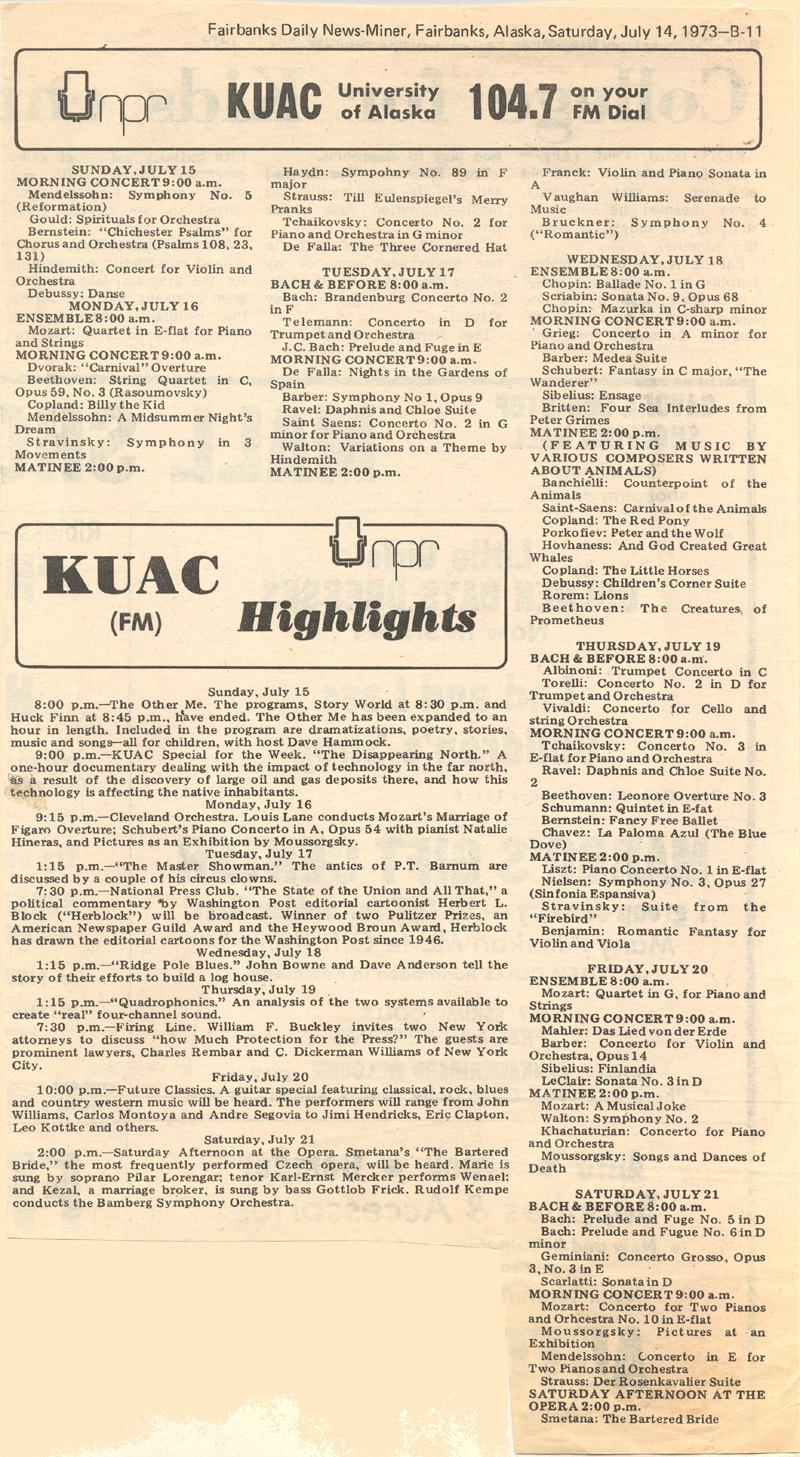 Fairbanks Daily News-Miner, Fairbanks, Alaska, Saturday, July 14, 1973—B-11
npr
KUAC
University
of Alaska
104.7
on your
FM Dial
SUNDAY, JULY 15
MORNING CONCERT 9:00 a.m.
Mendelssohn: Symphony No. 5
(Reformation)
Gould: Spirituals for Orchestra
Bernstein: "Chichester Psalms" for
Chorus and Orchestra (Psalms 108, 23,
131)
Hindemith: Concert for Violin and
Orchestra
Debussy: Danse
MONDAY, JULY 16
ENSEMBLE 8:00 a.m.
Mozart: Quartet in E-flat for Piano
and Strings
MORNING CONCERT 9:00 a.m.
Dvorak: "Carnival" Overture
Beethoven: String Quartet in C,
Opus 59, No. 3 (Rasoumovsky)
Copland: Billy the Kid
Mendelssohn: A Midsummer Night's
Dream
Stravinsky: Symphony in 3
Movements
MATINEE 2:00 p.m.
Haydn: Sympohny No. 89 in F
major
Strauss: Till Eulenspiegel's Merry
Pranks
Tchaikovsky: Concerto No. 2 for
Piano and Orchestra in G minor
De Falla: The Three Cornered Hat
TUESDAY, JULY 17
BACH & BEFORE 8:00 a.m.
Bach: Brandenburg Concerto No. 2
in F
Telemann: Concerto in D for
Trumpet and Orchestra
J.C. Bach: Prelude and Fuge in E
MORNING CONCERT 9:00 a.m.
De Falla: Nights in the Gardens of
Spain
Barber: Symphony No 1, Opus 9
Ravel: Daphnis and Chloe Suite
Saint Saens: Concerto No. 2 in G
minor for Piano and Orchestra
Walton: Variations on a Theme by
Hindemith
MATINEE 2:00 p.m.
Franck: Violin and Piano Sonata in
A
Vaughan Williams: Serenade to
Music
Bruckner: Symphony No. 4
("Romantic")
WEDNESDAY, JULY 18
ENSEMBLE 8:00 a.m.
Chopin: Ballade No. 1 in G
Scriabin: Sonata No. 9, Opus 68
Chopin: Mazurka in C-sharp minor
MORNING CONCERT 9:00 a.m.
Grieg: Concerto in A minor for
Piano and Orchestra
Barber: Medea Suite
Schubert: Fantasy in C major, "The
Wanderer"
Sibelius: Ensage
Britten: Four Sea Interludes from
Peter Grimes
MATINEE 2:00 p.m.
(FEATURING MUSIC BY
VARIOUS COMPOSERS WRITTEN
ABOUT ANIMALS)
Banchielli: Counterpoint of the
Animals
Saint-Saens: Carnival of the Animals
Copland: The Red Pony
Porkofiev: Peter and the Wolf
Hovhaness: And God Created Great
Whales
Copland: The Little Horses
Debussy: Children's Corner Suite
Rorem: Lions
Beethoven: The Creatures of
Prometheus
THURSDAY, JULY 19
BACH & BEFORE 8:00 a.m.
Albinoni: Trumpet Concerto in C
Torelli: Concerto No. 2 in D for
Trumpet and Orchestra
Vivaldi: Concerto for Cello and
string Orchestra
MORNING CONCERT 9:00 a.m.
Tchaikovsky: Concerto No. 3 in
E-flat for Piano and Orchestra
Ravel: Daphnis and Chloe Suite No.
2
Beethoven: Leonore Overture No. 3
Schumann: Quintet in E-fat
Bernstein: Fancy Free Ballet
Chavez: La Paloma Azul (The Blue
Dove)
MATINEE 2:00 p.m.
Liszt: Piano Concerto No. 1 in E-flat
Nielsen: Symphony No. 3, Opus 27
(Sinfonia Espansiva)
Stravinsky: Suite from the
"Firebird"
Benjamin: Romantic Fantasy for
Violin and Viola
FRIDAY, JULY 20
ENSEMBLE 8:00 a.m.
Mozart: Quartet in G, for Piano and
Strings
MORNING CONCERT 9:00 a.m.
Mahler: Das Lied von der Erde
Barber: Concerto for Violin and
Orchestra, Opus 14
Sibelius: Finlandia
LeClair: Sonata No. 3 in D
MATINEE 2:00 p.m.
Mozart: A Musical Joke
Walton: Symphony No. 2
Khachaturian: Concerto for Piano
and Orchestra
Moussorgsky: Songs and Dances of
Death
SATURDAY, JULY 21
BACH & BEFORE 8:00 a.m.
Bach: Prelude and Fuge No. 5 in D
Bach: Prelude and Fugue No. 6 in D
minor
Geminiani: Concerto Grosso, Opus
3, No. 3 in E
Scarlatti: Sonata in D
MORNING CONCERT 9:00 a.m.
Mozart: Concerto for Two Pianos
and Orhcestra No. 10 in E-flat
Moussorgsky: Pictures at an
Exhibition
Mendelssohn: Concerto in E for
Two Pianos and Orchestra
Strauss: Der Rosenkavalier Suite
SATURDAY AFTERNOON AT THE
OPERA 2:00 p.m.
Smetana: The Bartered Bride
KUAC
(FM)
npr
Highlights
Sunday, July 15
8:00 p.m.—The Other Me. The programs, Story World at 8:30 p.m. and
Huck Finn at 8:45 p.m., have ended. The Other Me has been expanded to an
hour in length. Included in the program are dramatizations, poetry, stories,
music and songs—all for children, with host Dave Hammock.
9:00 p.m.—KUAC Special for the Week. "The Disappearing North." A
one-hour documentary dealing with the impact of technology in the far north,
as a result of the discovery of large oil and gas deposits there, and how this
technology is affecting the native inhabitants.
Monday, July 16
9:15 p.m.—Cleveland Orchestra. Louis Lane conducts Mozart's Marriage of
Figaro Overture; Schubert's Piano Concerto in A, Opus 54 with pianist Natalie
Hineras, and Pictures as an Exhibition by Moussorgsky.
Tuesday, July 17
1:15 p.m.—"The Master Showman." The antics of P.T. Barnum are
discussed by a couple of his circus clowns.
7:30 p.m.—National Press Club. "The State of the Union and All That," a
political commentary by Washington Post editorial cartoonist Herbert L.
Block ("Herblock") will be broadcast. Winner of two Pulitzer Prizes, an
American Newspaper Guild Award and the Heywood Broun Award, Herblock
has drawn the editorial cartoons for the Washington Post since 1946.
Wednesday, July 18
1:15 p.m.—"Ridge Pole Blues." John Bowne and Dave Anderson tell the
story of their efforts to build a log house.
Thursday, July 19
1:15 p.m.—"Quadrophonics." An analysis of the two systems available to
create "real" four-channel sound.
7:30 p.m.—Firing Line. William F. Buckley invites two New York
attorneys to discuss "how Much Protection for the Press?" The guests are
prominent lawyers, Charles Rembar and C. Dickerman Williams of New York
City.
Friday, July 20
10:00 p.m.—Future Classics. A guitar special featuring classical, rock, blues
and country western music will be heard. The performers will range from John
Williams, Carlos Montoya and Andre Segovia to Jimi Hendricks, Eric Clapton,
Leo Kottke and others.
Saturday, July 21
2:00 p.m.—Saturday Afternoon at the Opera. Smetana's "The Bartered
Bride," the most frequently performed Czech opera, will be heard. Marie is
sung by soprano Pilar Lorengar; tenor Karl-Ernst Mercker performs Wenael;
and Kezal, a marriage broker, is sung by bass Gottlob Frick. Rudolf Kempe
conducts the Bamberg Symphony Orchestra.